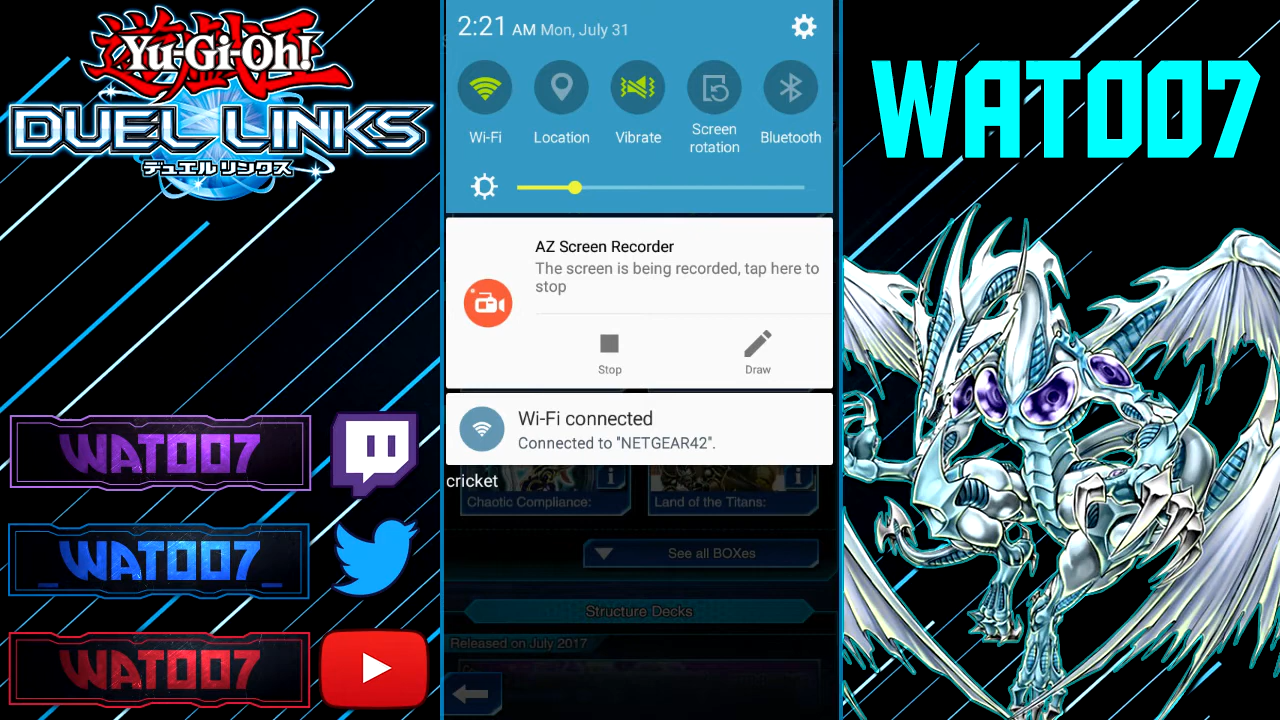 Yu-Gi-Oh!
遊戯王
DUEL LINKS
デュエル リンクス
WAT007
_WAT007_
WAT007
2:21 AM Mon, July 31
Wi-Fi
Location
Vibrate
Screen
rotation
Bluetooth
AZ Screen Recorder
The screen is being recorded, tap here to
stop
Stop
Draw
Wi-Fi connected
Connected to "NETGEAR42".
cricket
Chaotic Compliance:
Land of the Titans:
See all BOXes
Structure Decks
Released on July 2017
WAT007